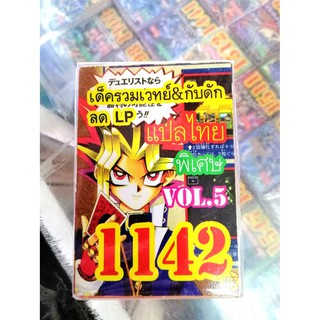 デュエリストなら
เด็ครวมเวทย์&กับดัก
ลด LP
う!!
แปลไทย
พิเศษ
VOL.5
1142